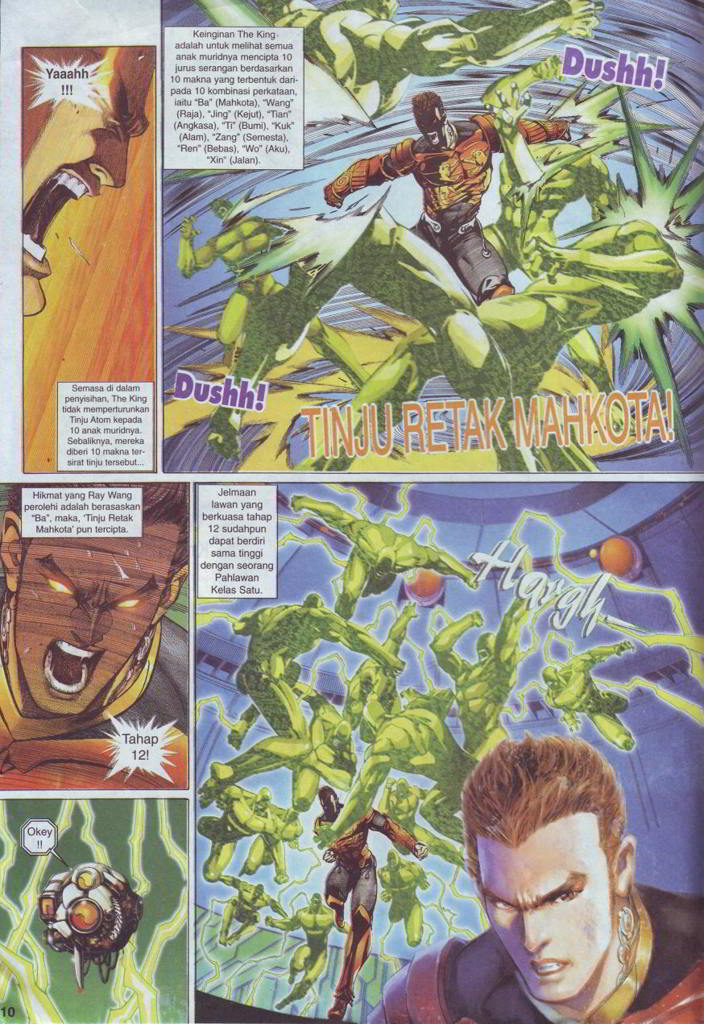 Yaaahh
!!!
Keinginan The King
adalah untuk melihat semua
anak muridnya mencipta 10
jurus serangan berdasarkan
10 makna yang terbentuk dari-
pada 10 kombinasi perkataan,
iaitu "Ba" (Mahkota), "Wang"
(Raja), "Jing" (Kejut), "Tian"
(Angkasa), "Ti" (Bumi), "Kuk"
(Alam), "Zang" (Semesta),
"Ren" (Bebas), "Wo" (Aku),
"Xin" (Jalan).
Dushh!
Dushh!
TINJU RETAK MAHKOTA!
Semasa di dalam
penyisihan, The King
tidak memperturunkan
Tinju Atom kepada
10 anak muridnya.
Sebaliknya, mereka
diberi 10 makna ter-
sirat tinju tersebut...
Hikmat yang Ray Wang
perolehi adalah berasaskan
"Ba", maka, 'Tinju Retak
Mahkota' pun tercipta.
Tahap
12!
Okey
!!
Jelmaan
lawan yang
berkuasa tahap
12 sudahpun
dapat berdiri
sama tinggi
dengan seorang
Pahlawan
Kelas Satu.
Hargh
10